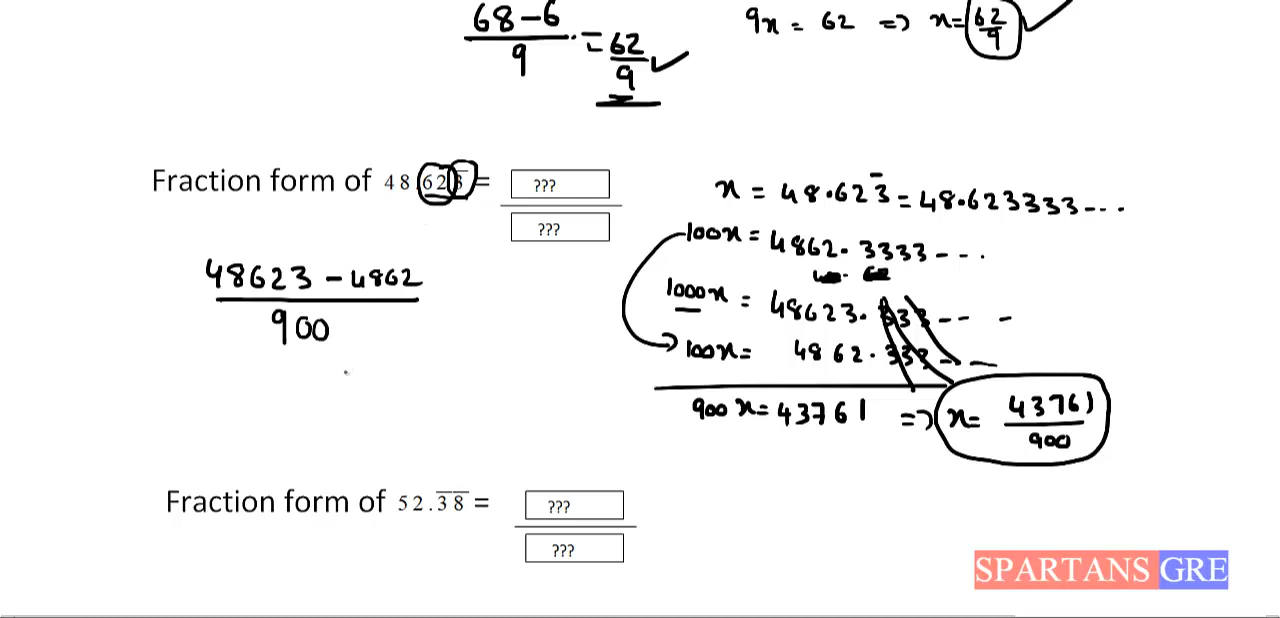 68 - 6 / 9 = 62 / 9 ✓
9x = 62 => x = 62/9 ✓
Fraction form of 48.623̅ = ??? / ???
48623 - 4862 / 900
x = 48.623̅ = 48.623333---.
100x = 4862.3333---.
1000x = 48623.333-- -
100x = 4862.333-- -
900x = 43761 => x = 43761 / 900
Fraction form of 52.3̅8̅ = ??? / ???
SPARTANS GRE